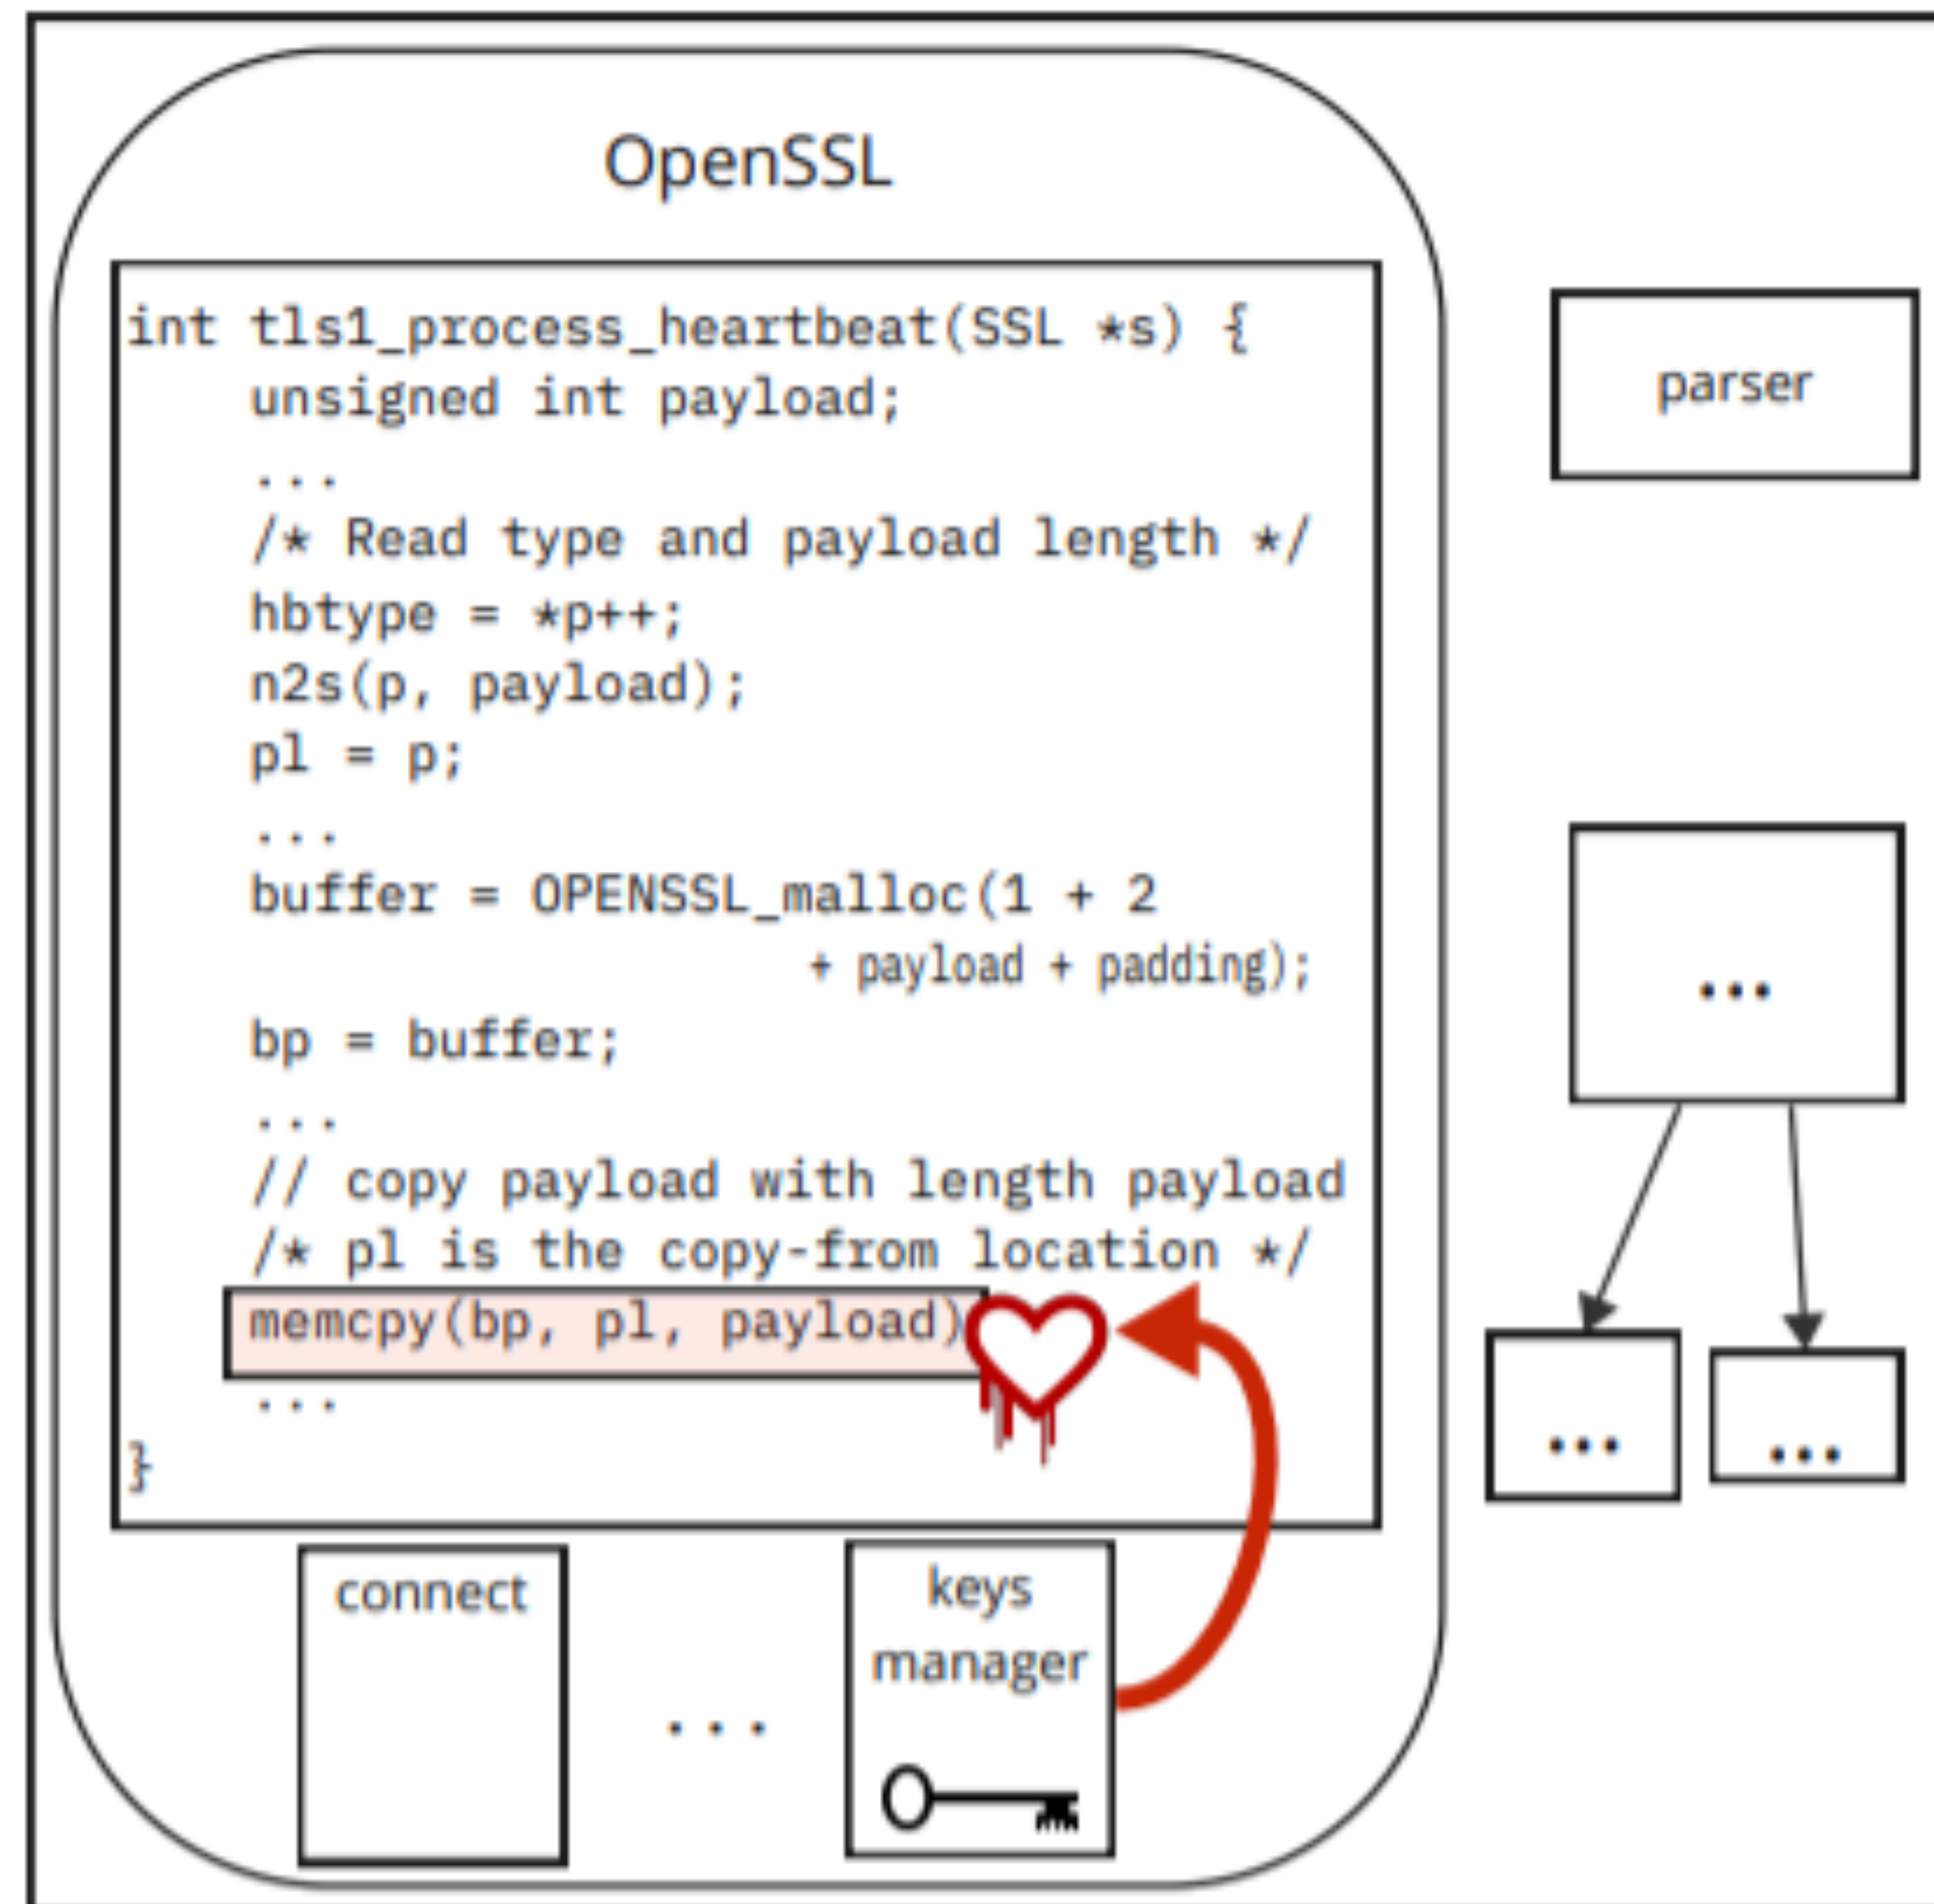 OpenSSL
int tls1_process_heartbeat(SSL *s) {
unsigned int payload;
...
/* Read type and payload length */
hbtype = *p++;
n2s(p, payload);
pl = p;
...
buffer = OPENSSL_malloc(1 + 2
+ payload + padding);
bp = buffer;
...
// copy payload with length payload
/* pl is the copy-from location */
memcpy(bp, pl, payload)
...
}
connect
...
keys
manager
parser
...
...
...